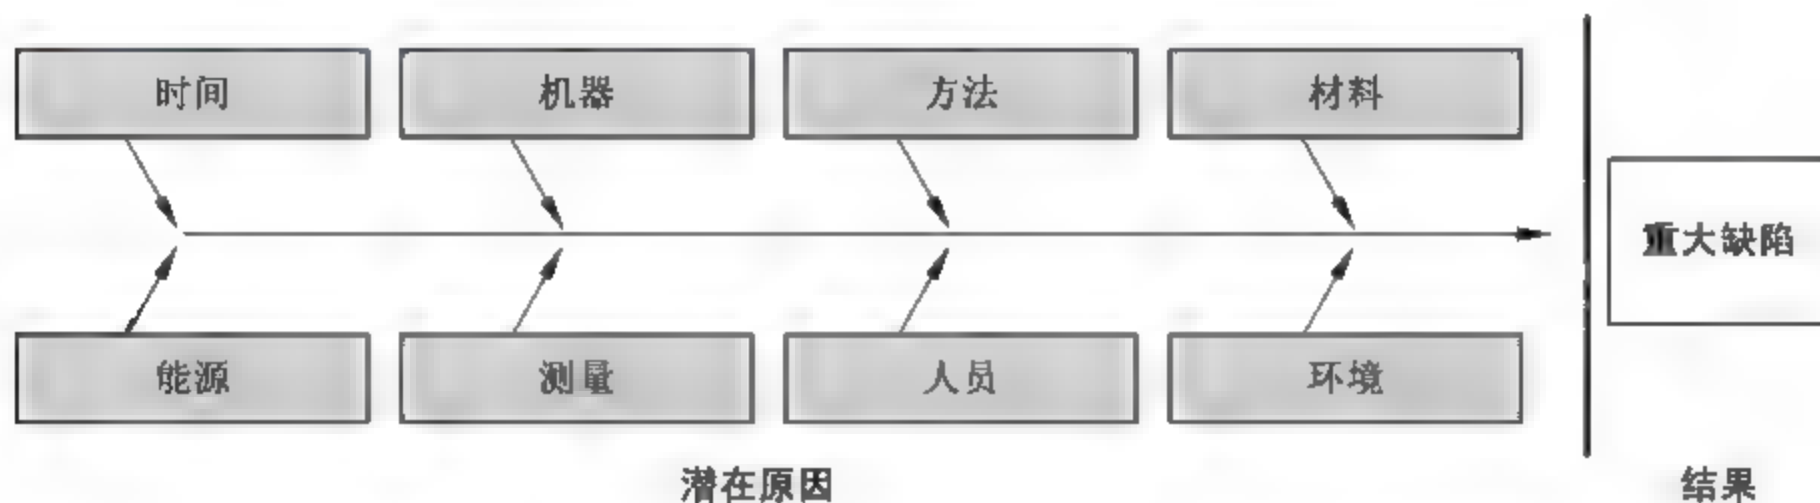 时间 机器 方法 材料
重大缺陷
能源 测量 人员 环境
潜在原因 结果